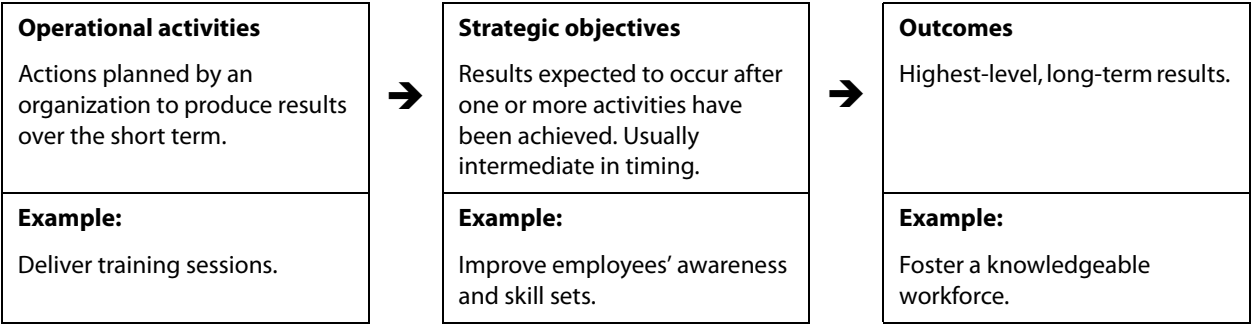 Operational activities
Actions planned by an
organization to produce results
over the short term.
Example:
Deliver training sessions.
➔
Strategic objectives
Results expected to occur after
one or more activities have
been achieved. Usually
intermediate in timing.
Example:
Improve employees’ awareness
and skill sets.
➔
Outcomes
Highest-level, long-term results.
Example:
Foster a knowledgeable
workforce.